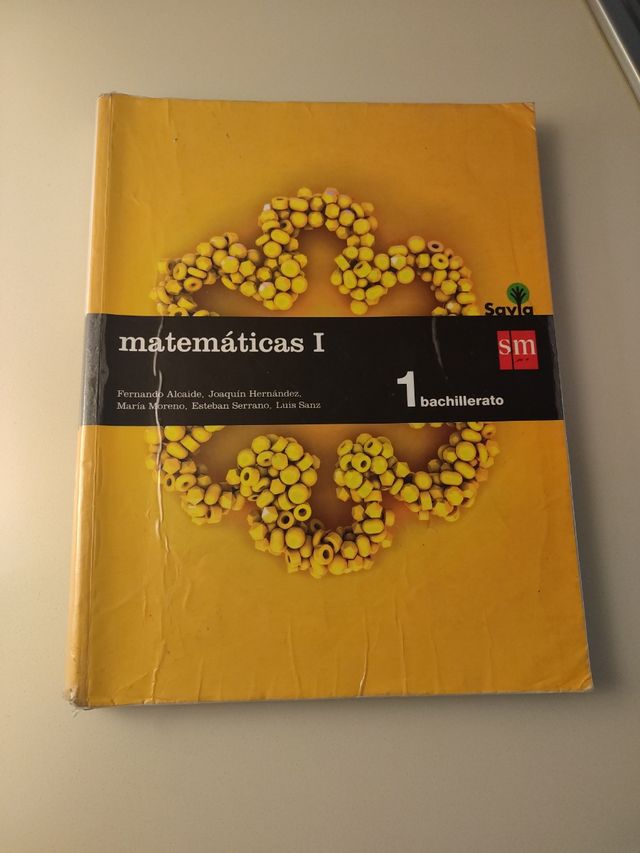 Savia
matemáticas I
sm
Fernando Alcaide, Joaquín Hernández,
María Moreno, Esteban Serrano, Luis Sanz
1 bachillerato